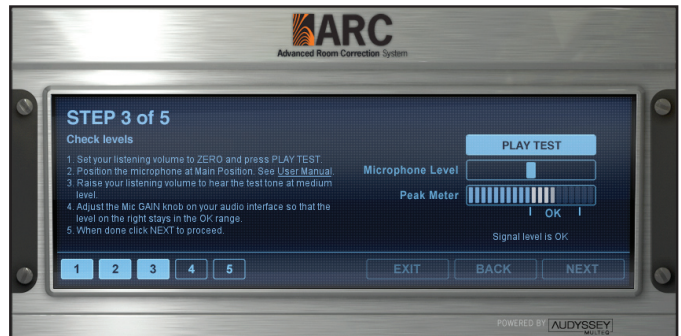 ARC
Advanced Room Correction System
STEP 3 of 5
Check levels
1. Set your listening volume to ZERO and press PLAY TEST.
2. Position the microphone at Main Position. See User Manual.
3. Raise your listening volume to hear the test tone at medium
level.
4. Adjust the Mic GAIN knob on your audio interface so that the
level on the right stays in the OK range.
5. When done click NEXT to proceed.
PLAY TEST
Microphone Level
Peak Meter
OK
Signal level is OK
1 2 3 4 5
EXIT BACK NEXT
POWERED BY AUDYSSEY
MULTEQ